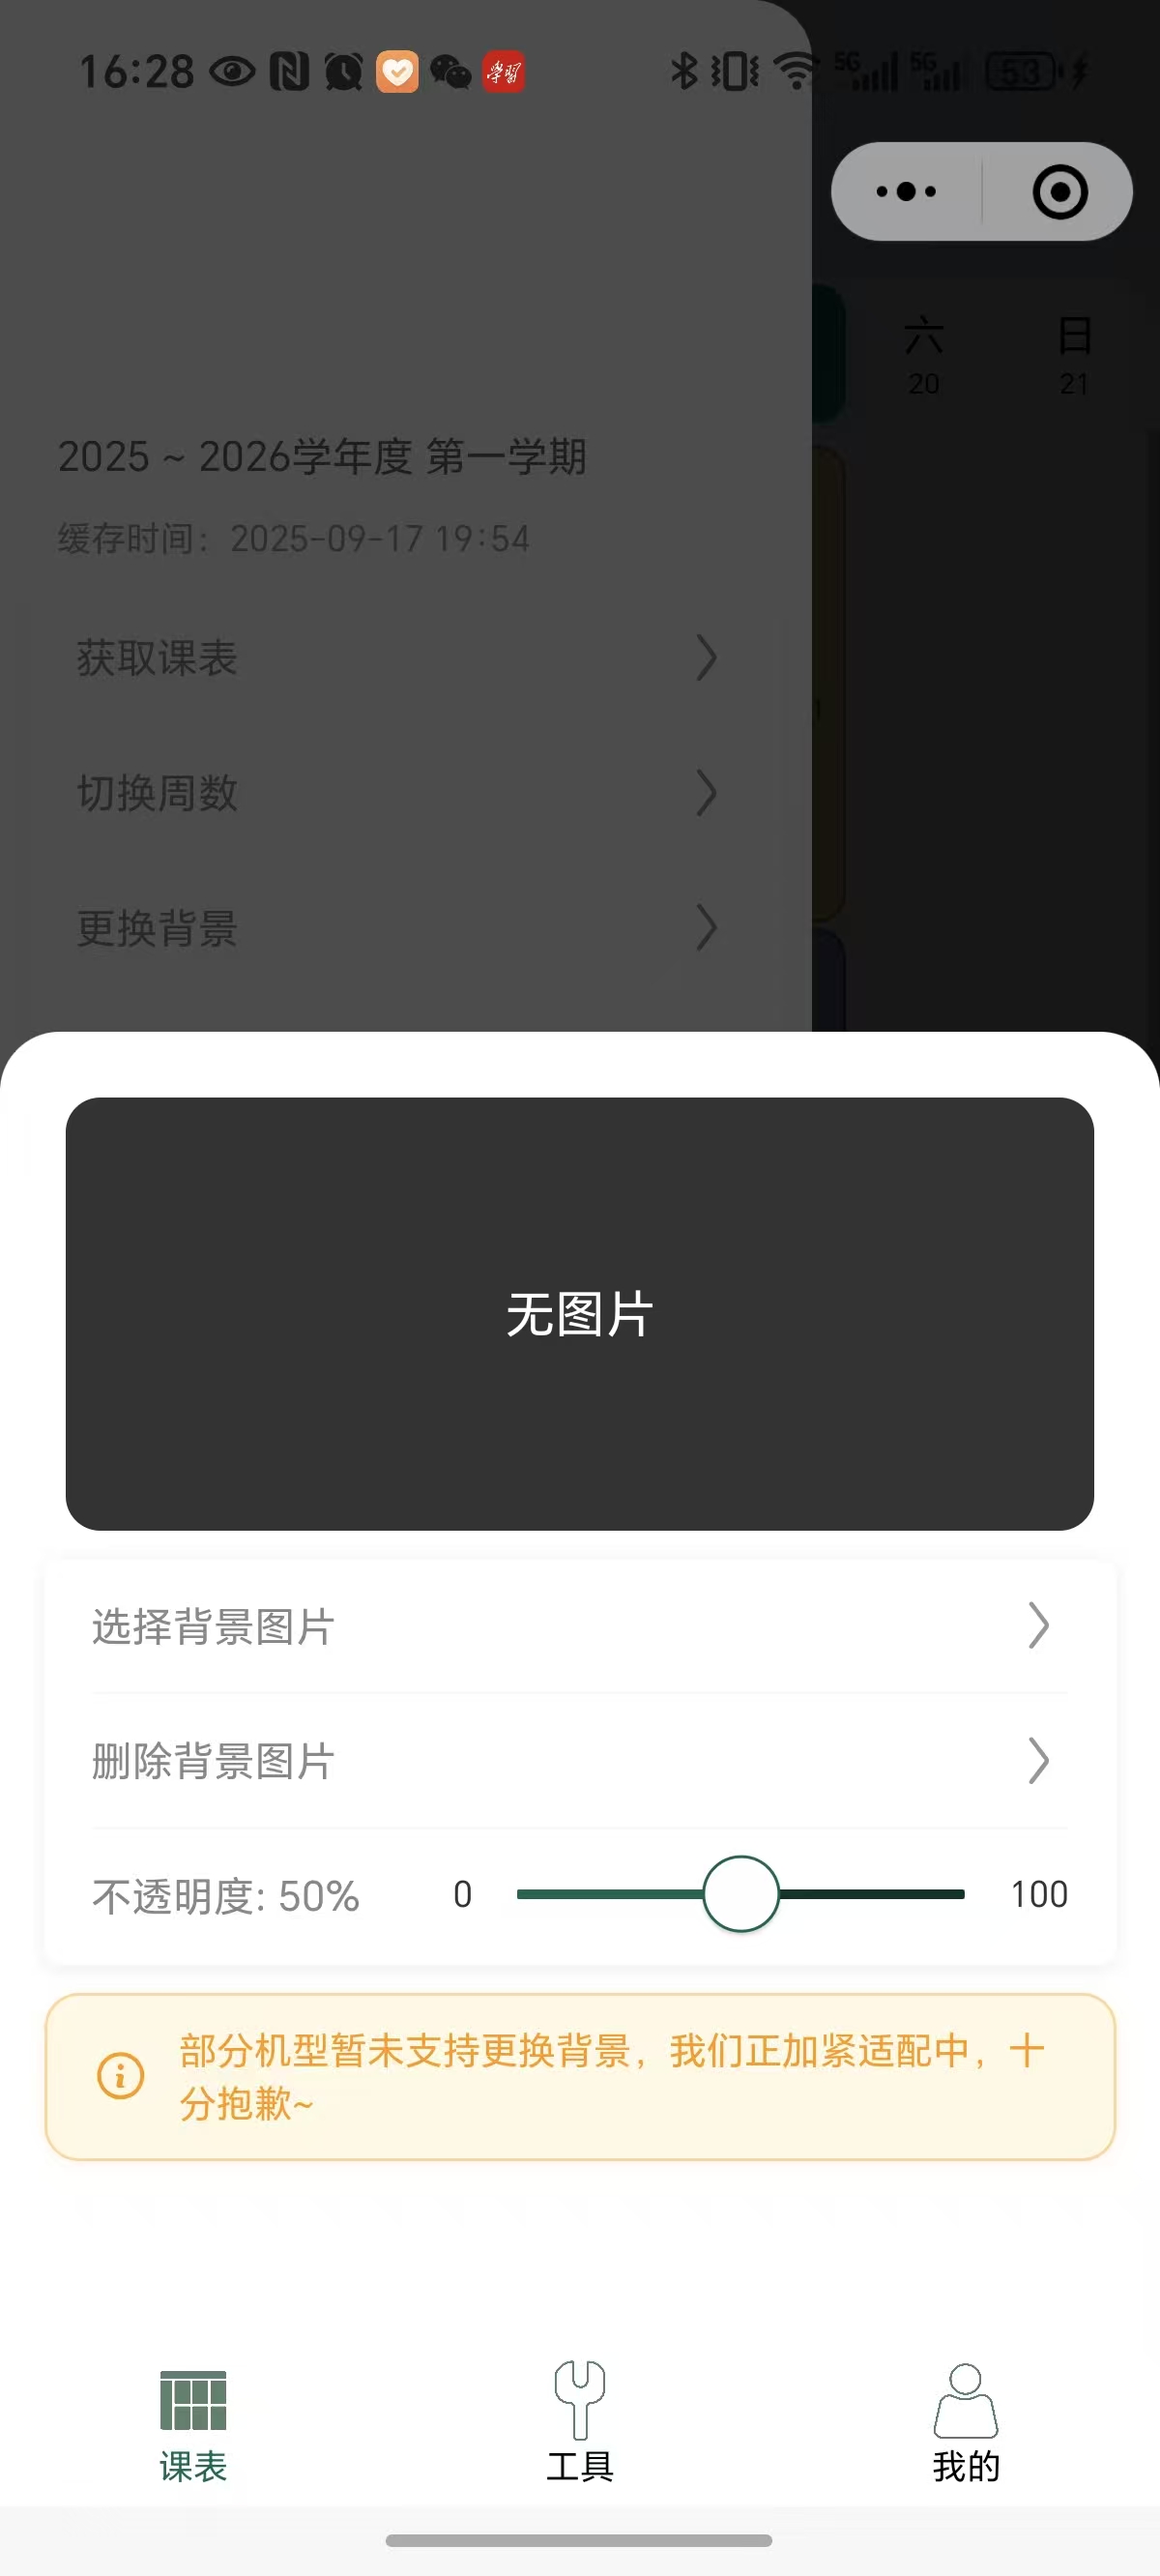 16:28
学習
5G 5G 53
六 日
20 21
2025 ~ 2026学年度 第一学期
缓存时间：2025-09-17 19:54
获取课表
切换周数
更换背景
无图片
选择背景图片
删除背景图片
不透明度: 50% 0 100
部分机型暂未支持更换背景，我们正加紧适配中，十
分抱歉~
课表 工具 我的